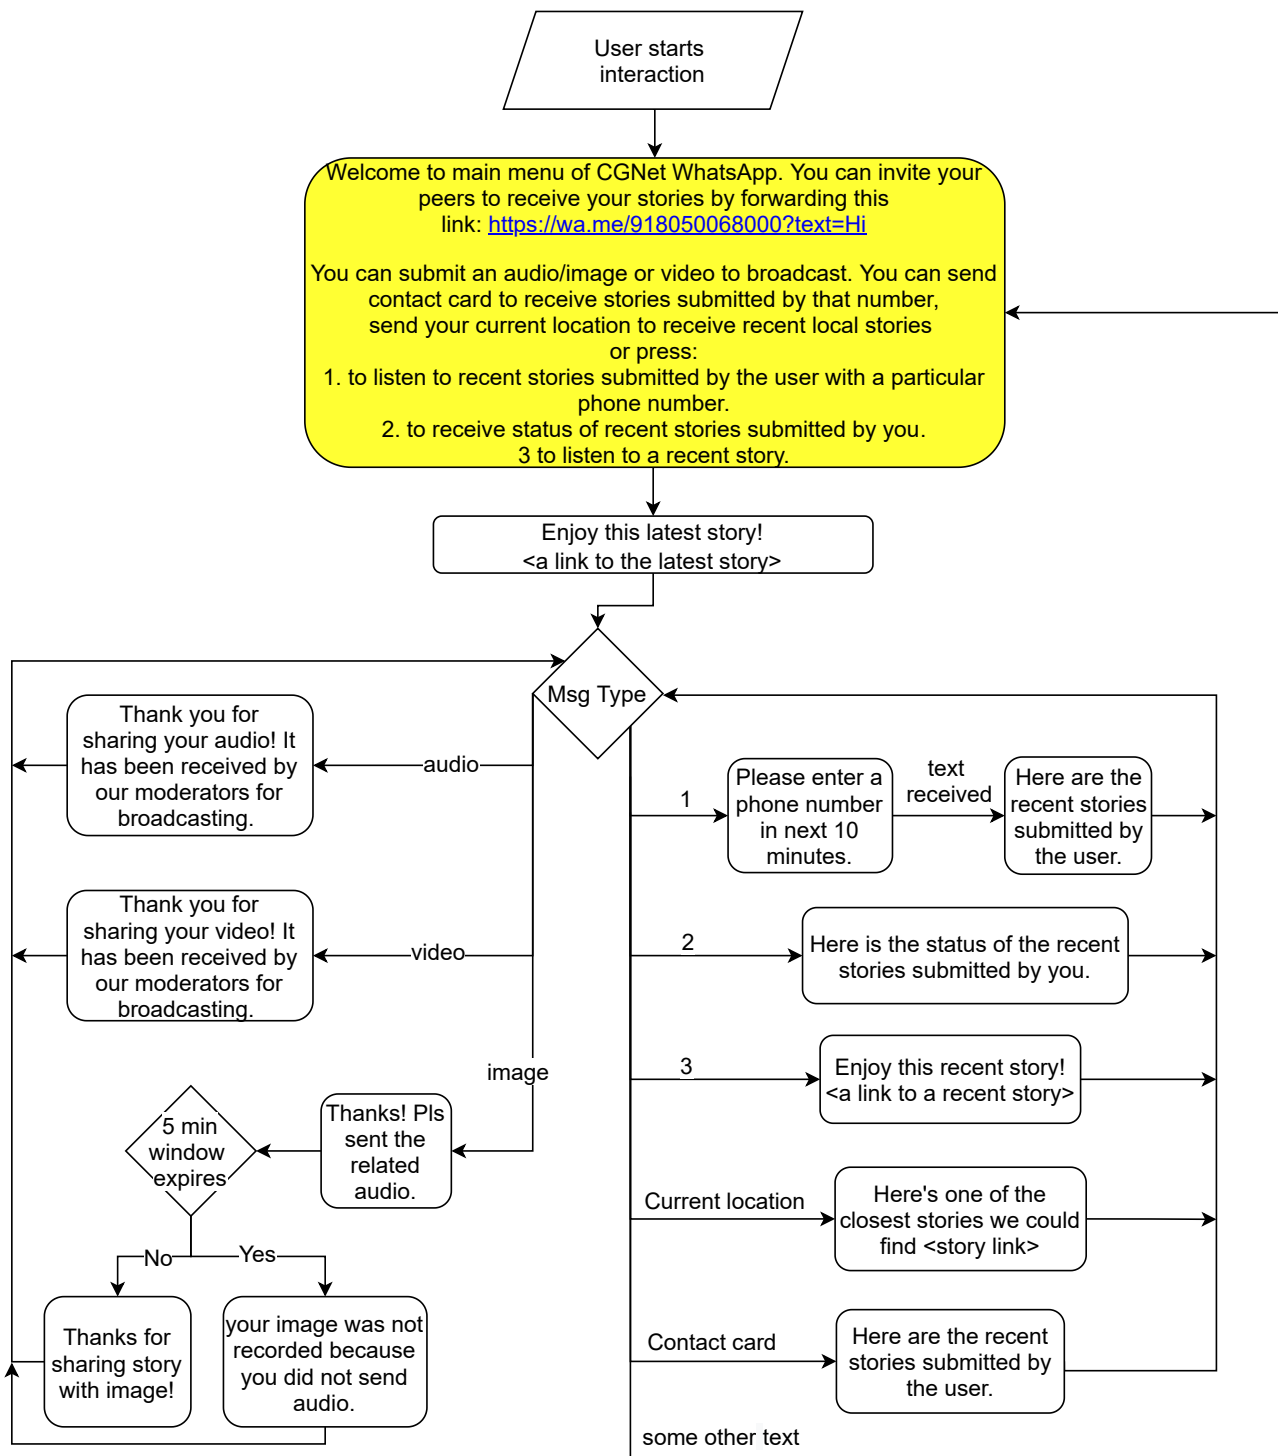 User starts
interaction
Welcome to main menu of CGNet WhatsApp. You can invite your
peers to receive your stories by forwarding this
link: https://wa.me/918050068000?text=Hi
You can submit an audio/image or video to broadcast. You can send
contact card to receive stories submitted by that number,
send your current location to receive recent local stories
or press:
1. to listen to recent stories submitted by the user with a particular
phone number.
2. to receive status of recent stories submitted by you.
3 to listen to a recent story.
Enjoy this latest story!
<a link to the latest story>
Msg Type
Thank you for
sharing your audio! It
has been received by
our moderators for
broadcasting.
audio
1
Please enter a
phone number
in next 10
minutes.
text
received
Here are the
recent stories
submitted by
the user.
Thank you for
sharing your video! It
has been received by
our moderators for
broadcasting.
video
2
Here is the status of the recent
stories submitted by you.
image
3
Enjoy this recent story!
<a link to a recent story>
5 min
window
expires
Thanks! Pls
sent the
related
audio.
Current location
Here's one of the
closest stories we could
find <story link>
No
Yes
Thanks for
sharing story
with image!
your image was not
recorded because
you did not send
audio.
Contact card
Here are the recent
stories submitted by
the user.
some other text